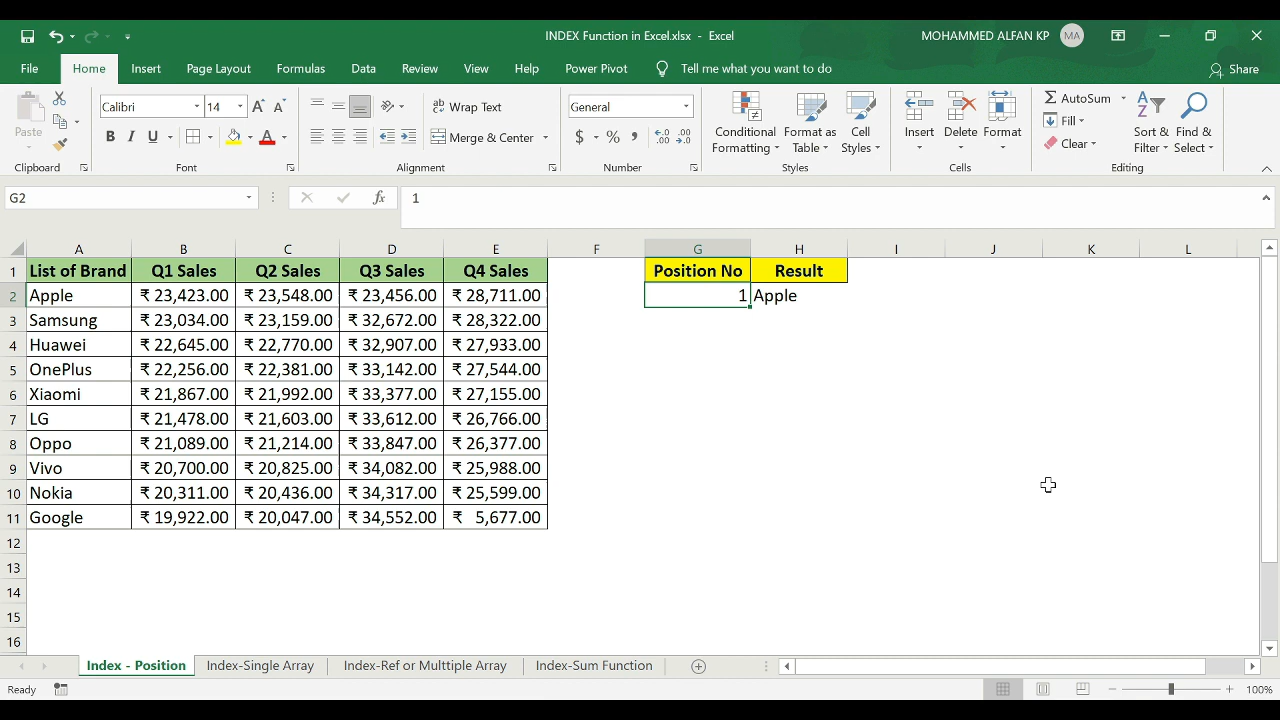 INDEX Function in Excel.xlsx - Excel
MOHAMMED ALFAN KP MA
File Home Insert Page Layout Formulas Data Review View Help Power Pivot Tell me what you want to do Share
Paste
Clipboard
Calibri 14 A A
B I U A
Font
ab Wrap Text
Merge & Center
Alignment
General
$ % ,
Number
Conditional Formatting
Format as Table
Cell Styles
Styles
Insert Delete Format
Cells
AutoSum
Fill
Clear
Sort & Filter
Find & Select
Editing
G2 fx 1
A B C D E F G H I J K L
1 List of Brand Q1 Sales Q2 Sales Q3 Sales Q4 Sales Position No Result
2 Apple ₹ 23,423.00 ₹ 23,548.00 ₹ 23,456.00 ₹ 28,711.00 1 Apple
3 Samsung ₹ 23,034.00 ₹ 23,159.00 ₹ 32,672.00 ₹ 28,322.00
4 Huawei ₹ 22,645.00 ₹ 22,770.00 ₹ 32,907.00 ₹ 27,933.00
5 OnePlus ₹ 22,256.00 ₹ 22,381.00 ₹ 33,142.00 ₹ 27,544.00
6 Xiaomi ₹ 21,867.00 ₹ 21,992.00 ₹ 33,377.00 ₹ 27,155.00
7 LG ₹ 21,478.00 ₹ 21,603.00 ₹ 33,612.00 ₹ 26,766.00
8 Oppo ₹ 21,089.00 ₹ 21,214.00 ₹ 33,847.00 ₹ 26,377.00
9 Vivo ₹ 20,700.00 ₹ 20,825.00 ₹ 34,082.00 ₹ 25,988.00
10 Nokia ₹ 20,311.00 ₹ 20,436.00 ₹ 34,317.00 ₹ 25,599.00
11 Google ₹ 19,922.00 ₹ 20,047.00 ₹ 34,552.00 ₹ 5,677.00
12
13
14
15
16
Index - Position Index-Single Array Index-Ref or Multtiple Array Index-Sum Function
Ready 100%